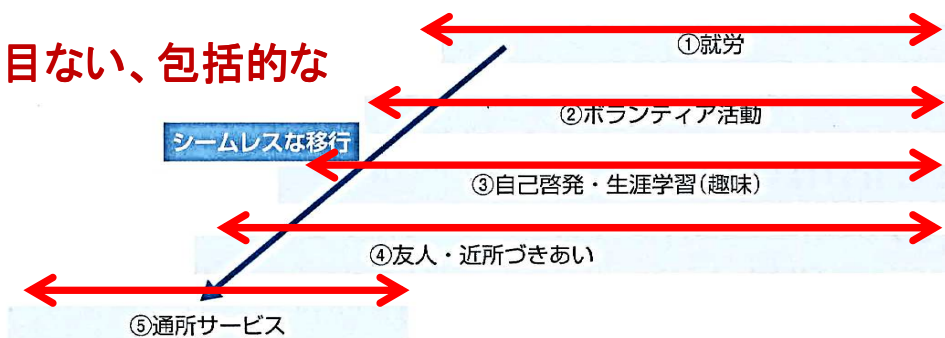 ①就労
目ない、包括的な
②ボランティア活動
シームレスな移行
③自己啓発・生涯学習(趣味)
④友人・近所づきあい
⑤通所サービス